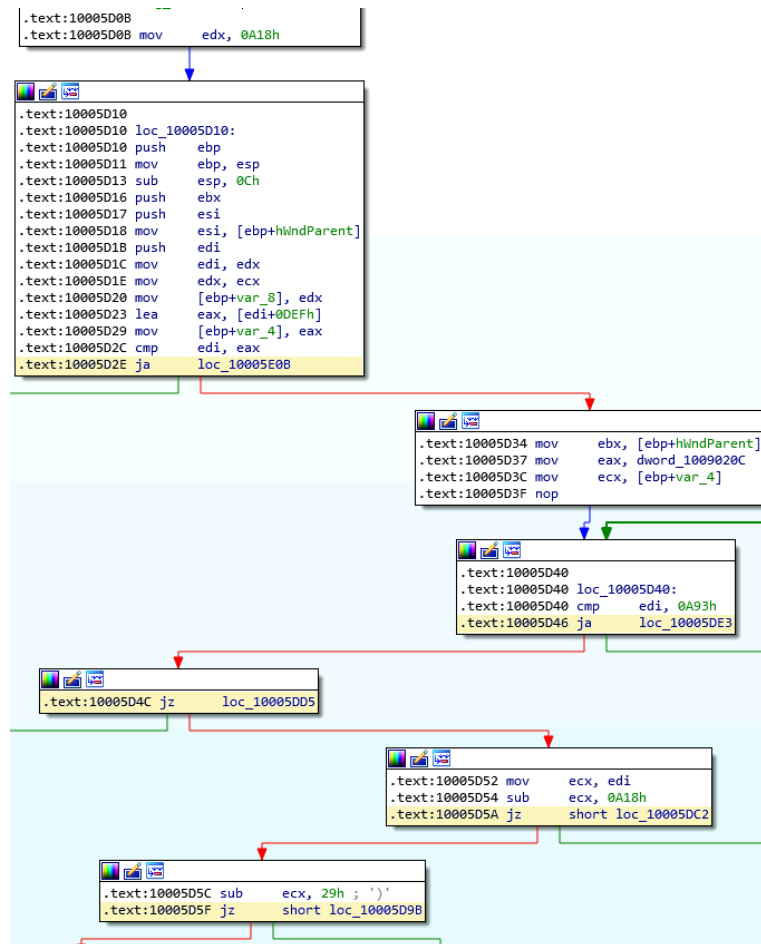 .text:10005D0B
.text:10005D0B mov edx, 0A18h
.text:10005D10
.text:10005D10 loc_10005D10:
.text:10005D10 push ebp
.text:10005D11 mov ebp, esp
.text:10005D13 sub esp, 0Ch
.text:10005D16 push ebx
.text:10005D17 push esi
.text:10005D18 mov esi, [ebp+hWndParent]
.text:10005D1B push edi
.text:10005D1C mov edi, edx
.text:10005D1E mov edx, ecx
.text:10005D20 mov [ebp+var_8], edx
.text:10005D23 lea eax, [edi+0DEFh]
.text:10005D29 mov [ebp+var_4], eax
.text:10005D2C cmp edi, eax
.text:10005D2E ja loc_10005E0B
.text:10005D34 mov ebx, [ebp+hWndParent]
.text:10005D37 mov eax, dword_1009020C
.text:10005D3C mov ecx, [ebp+var_4]
.text:10005D3F nop
.text:10005D40
.text:10005D40 loc_10005D40:
.text:10005D40 cmp edi, 0A93h
.text:10005D46 ja loc_10005DE3
.text:10005D4C jz loc_10005DD5
.text:10005D52 mov ecx, edi
.text:10005D54 sub ecx, 0A18h
.text:10005D5A jz short loc_10005DC2
.text:10005D5C sub ecx, 29h ; ')'
.text:10005D5F jz short loc_10005D9B